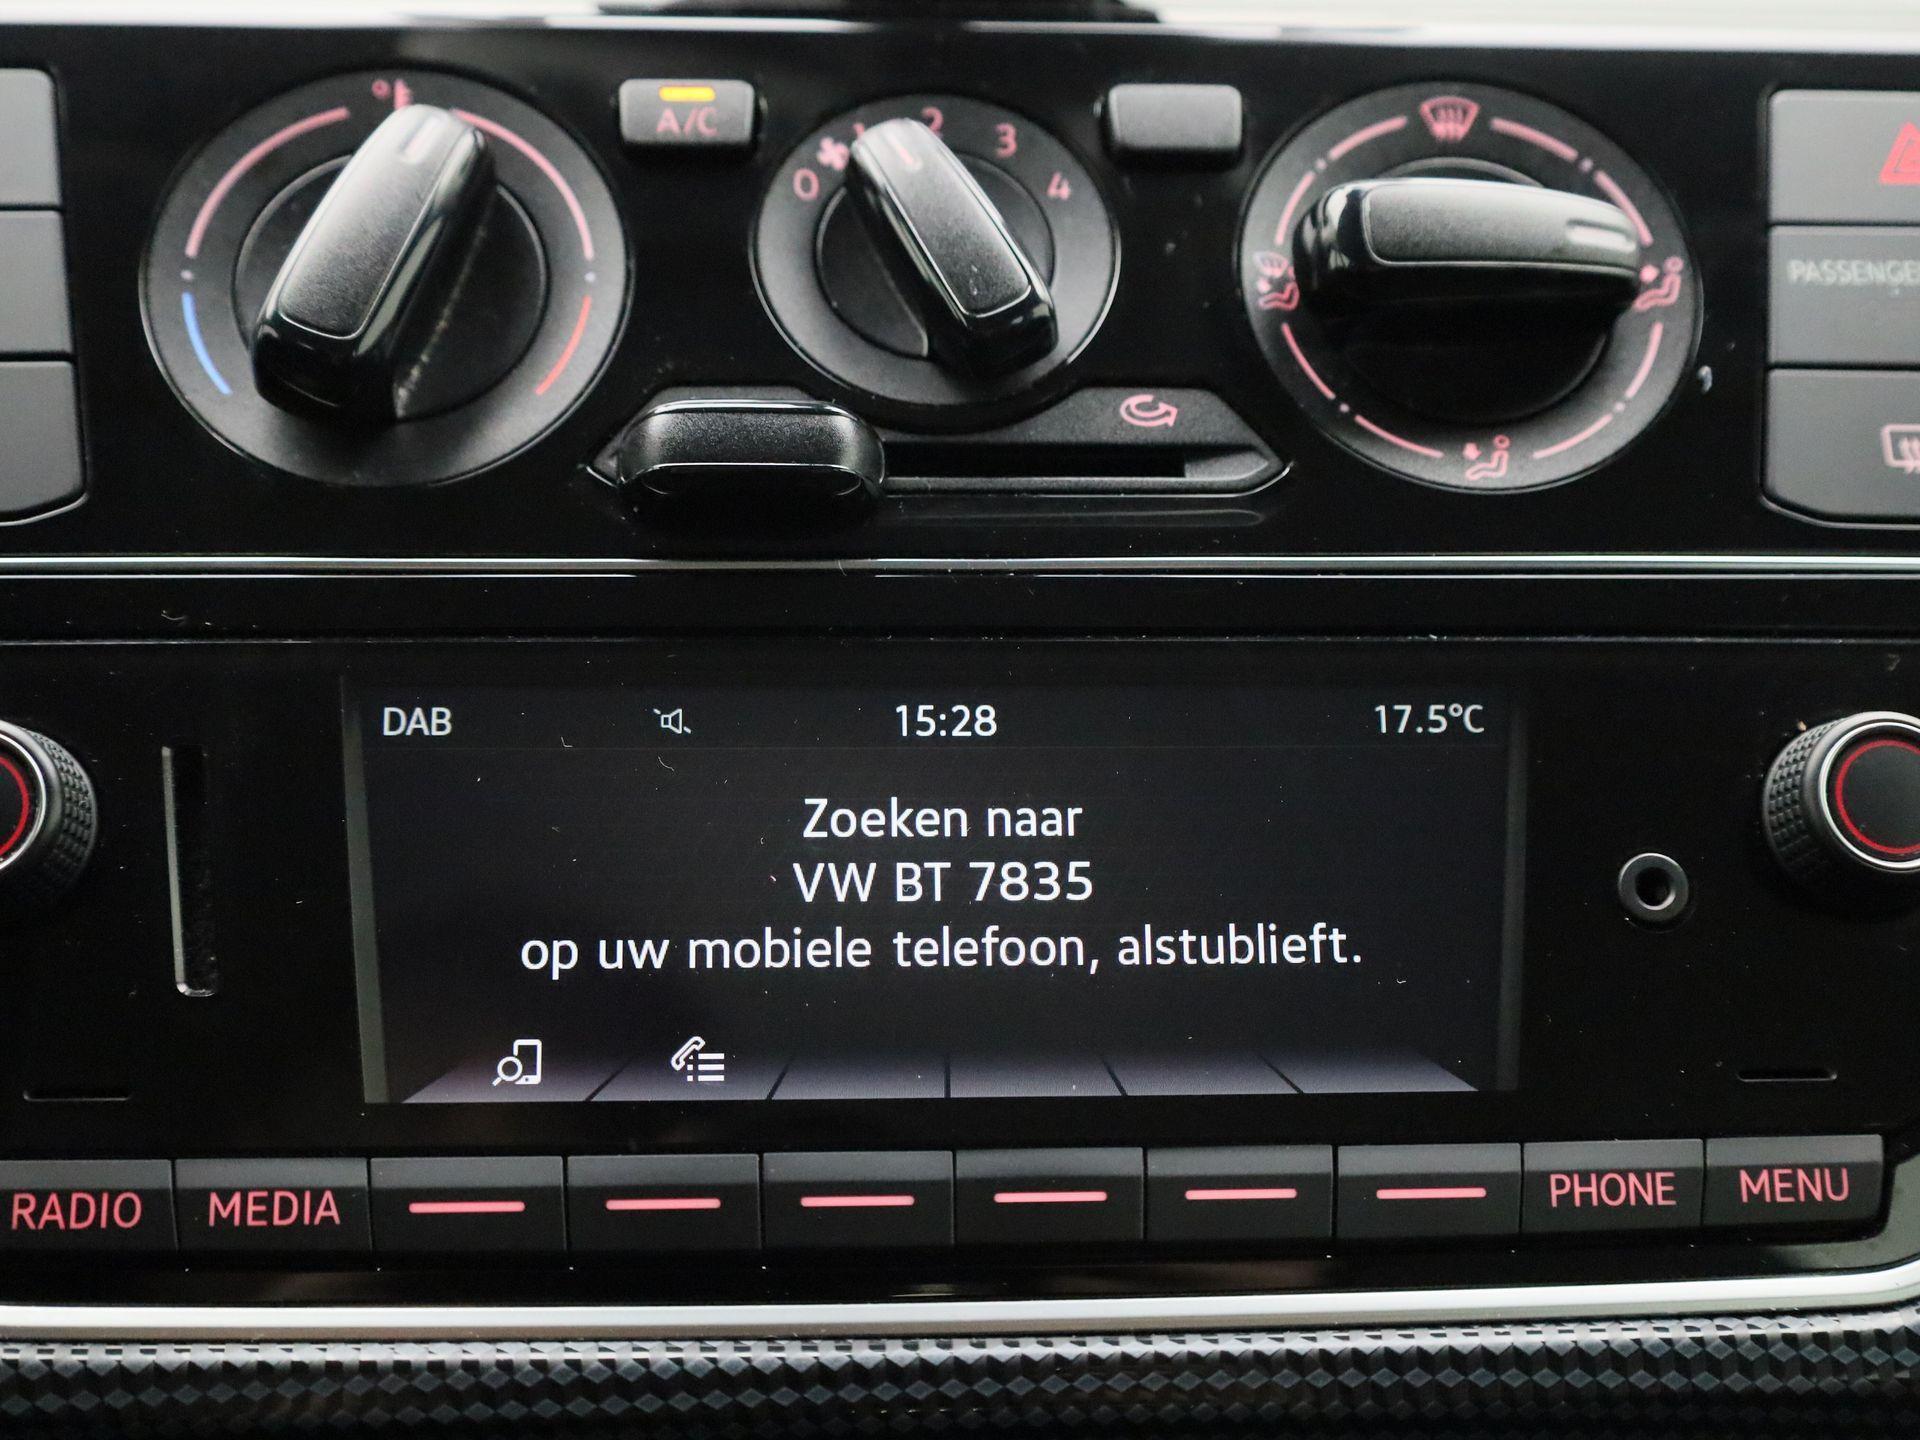 A/C
0 1 2 3 4
DAB 15:28 17.5°C
Zoeken naar
VW BT 7835
op uw mobiele telefoon, alstublieft.
RADIO MEDIA PHONE MENU